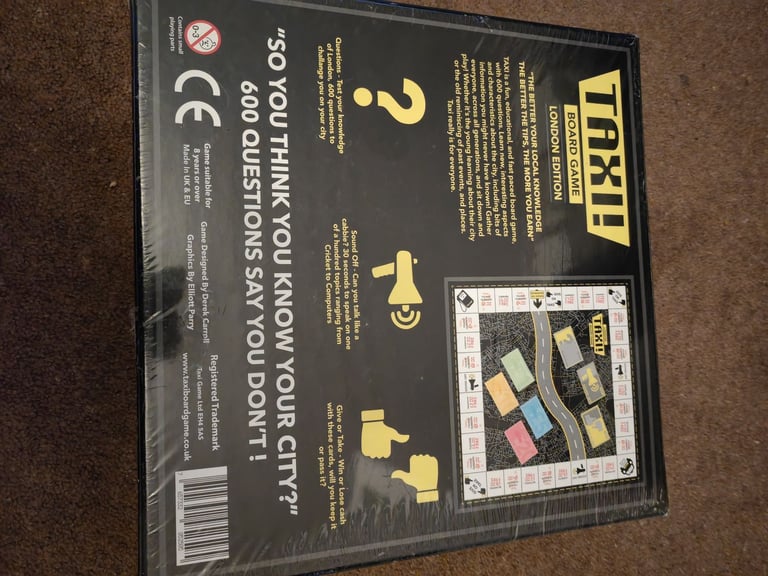 TAXI!
BOARD GAME
LONDON EDITION
"THE BETTER YOUR LOCAL KNOWLEDGE
THE BETTER THE TIPS, THE MORE YOU EARN"
TAXI is a fun, educational, and fast paced board game,
with 600 questions. Learn new, interesting aspects
and characteristics about the city, including bits of
information you might never have known! Gather
everyone, across all generations, and sit down and
play! Whether it's the young learning about their city
or the old reminiscing of past events, and places.
Taxi really is for everyone.
TAXI!
Questions - Test your knowledge
of London, 600 questions to
challenge you on your city
Sound Off - Can you talk like a
cabbie? 30 seconds to speak on one
of a hundred topics ranging from
Cricket to Computers
Give or Take - Win or Lose cash
with these cards, will you keep it
or pass it?
"SO YOU THINK YOU KNOW YOUR CITY?"
600 QUESTIONS SAY YOU DON'T!
0-3
Contains small
playing parts
CE
Game suitable for
8 years or over
Made In UK & EU
Game Designed By Derek Carroll
Graphics By Elliott Parry
Registered Trademark
Taxi Game Ltd EH4 5AS
www.taxiboardgame.co.uk